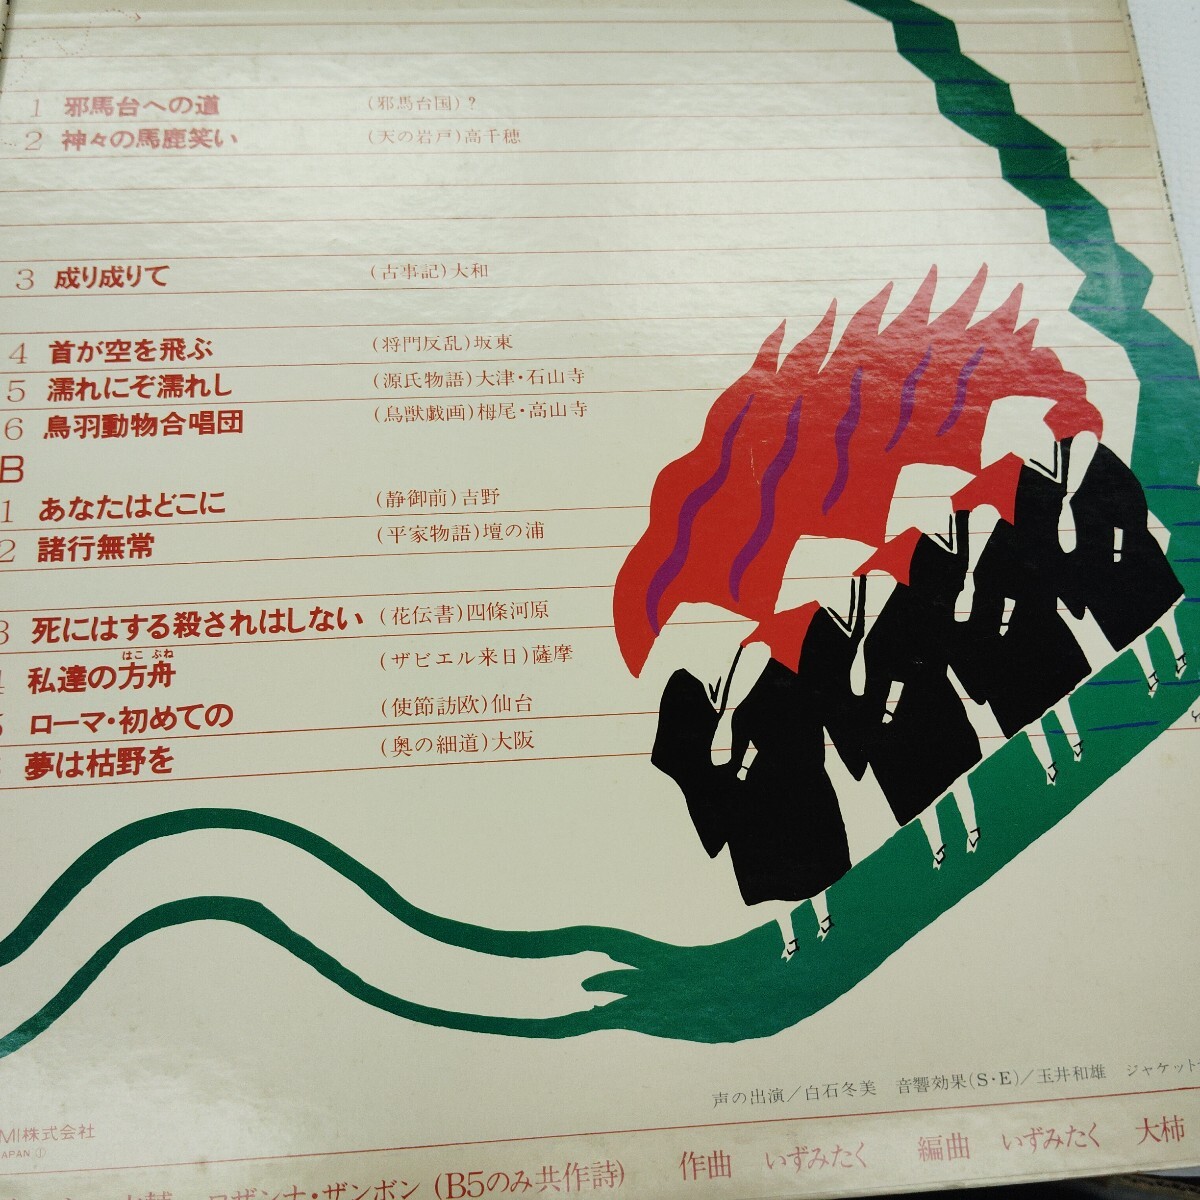 1 邪馬台への道 (邪馬台国)?
2 神々の馬鹿笑い (天の岩戸)高千穂
3 成り成りて (古事記)大和
4 首が空を飛ぶ (将門反乱)坂東
5 濡れにぞ濡れし (源氏物語)大津・石山寺
6 鳥羽動物合唱団 (鳥獣戯画)栂尾・高山寺
B
1 あなたはどこに (静御前)吉野
2 諸行無常 (平家物語)壇の浦
3 死にはする殺されはしない (花伝書)四條河原
はこ ぶね
4 私達の方舟 (ザビエル来日)薩摩
5 ローマ・初めての (使節訪欧)仙台
夢は枯野を (奥の細道)大阪
声の出演/白石冬美 音響効果(S・E)/玉井和雄 ジャケット
MI株式会社
JAPAN Ⓙ
ロザンナ・ザンボン (B5のみ共作詩) 作曲 いずみたく 編曲 いずみたく 大柿